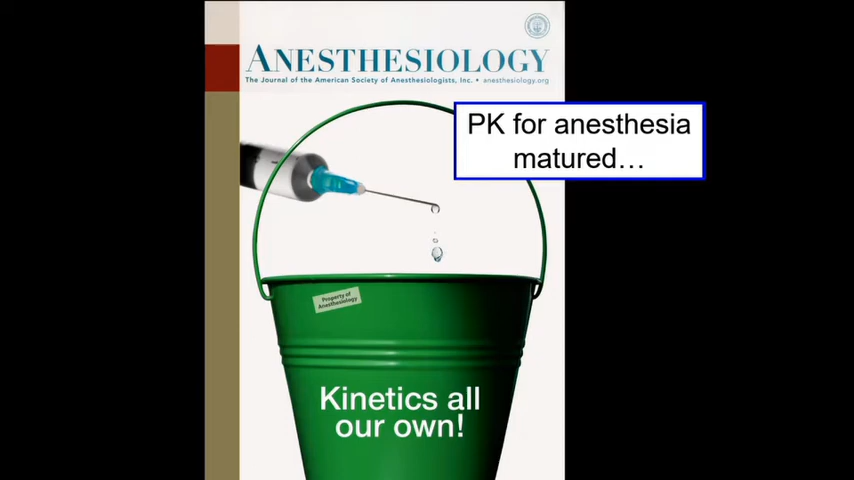 ANESTHESIOLOGY
The Journal of the American Society of Anesthesiologists, Inc. • anesthesiology.org
PK for anesthesia
matured…
Property of
Anesthesiology
Kinetics all
our own!